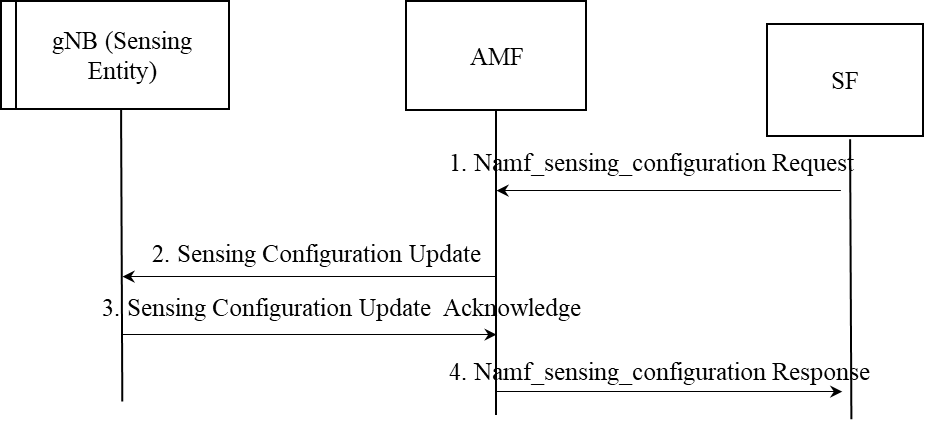 gNB (Sensing
Entity)
AMF
SF
1. Namf_sensing_configuration Request
2. Sensing Configuration Update
3. Sensing Configuration Update  Acknowledge
4. Namf_sensing_configuration Response